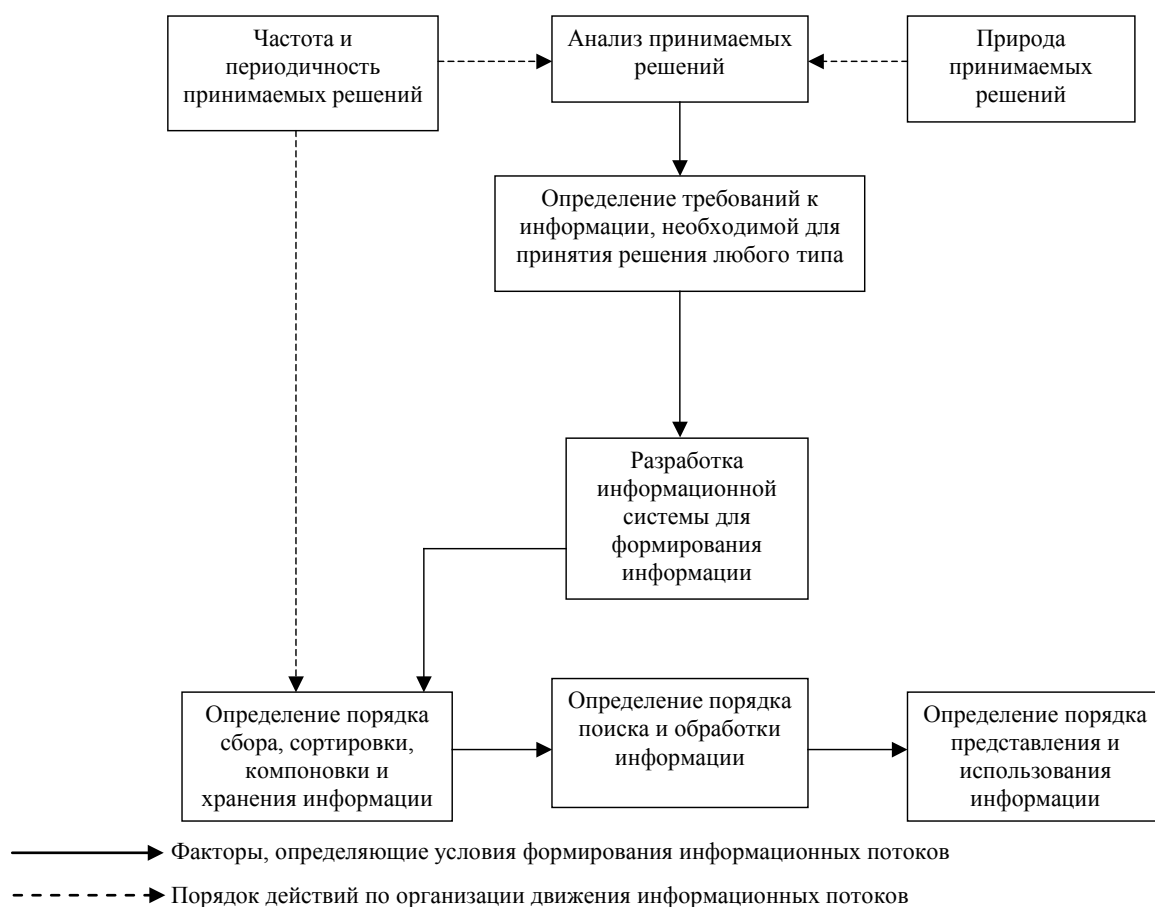 Частота и
периодичность
принимаемых решений
Анализ принимаемых
решений
Природа
принимаемых
решений
Определение требований к
информации, необходимой для
принятия решения любого типа
Разработка
информационной
системы для
формирования
информации
Определение порядка
сбора, сортировки,
компоновки и
хранения информации
Определение порядка
поиска и обработки
информации
Определение порядка
представления и
использования
информации
Факторы, определяющие условия формирования информационных потоков
Порядок действий по организации движения информационных потоков